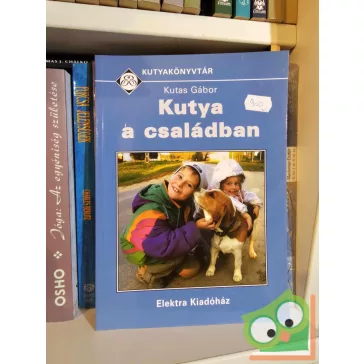 KUTYAKÖNYVTÁR
Kutas Gábor
Kutya
a családban
Elektra Kiadóház
OSHO
Jóga: Az egyéniség születése